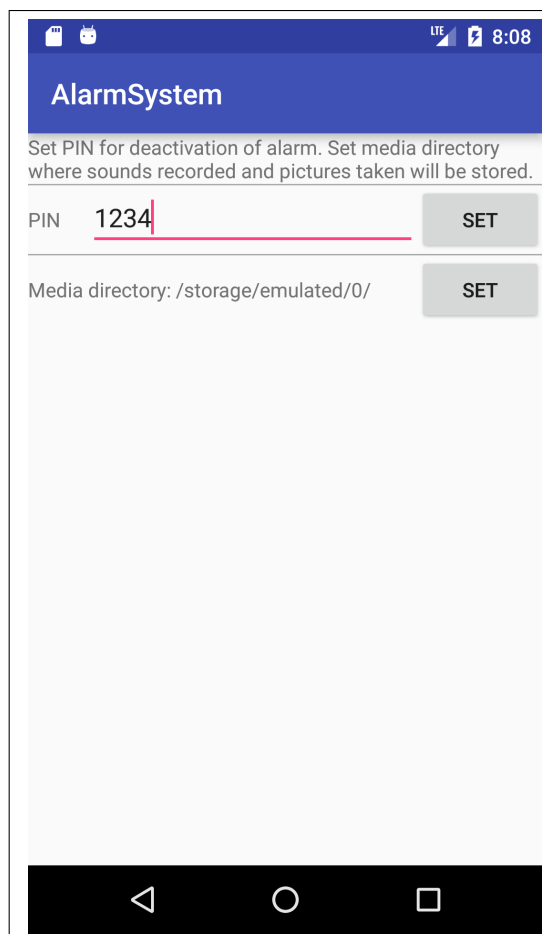 LTE 8:08
AlarmSystem
Set PIN for deactivation of alarm. Set media directory
where sounds recorded and pictures taken will be stored.
PIN 1234 SET
Media directory: /storage/emulated/0/ SET